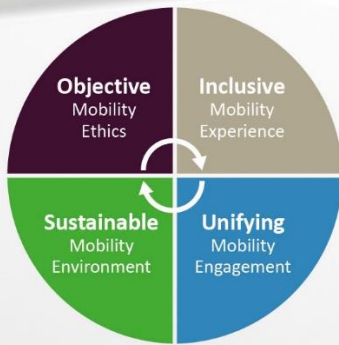 Objective
Mobility
Ethics
Inclusive
Mobility
Experience
Sustainable
Mobility
Environment
Unifying
Mobility
Engagement